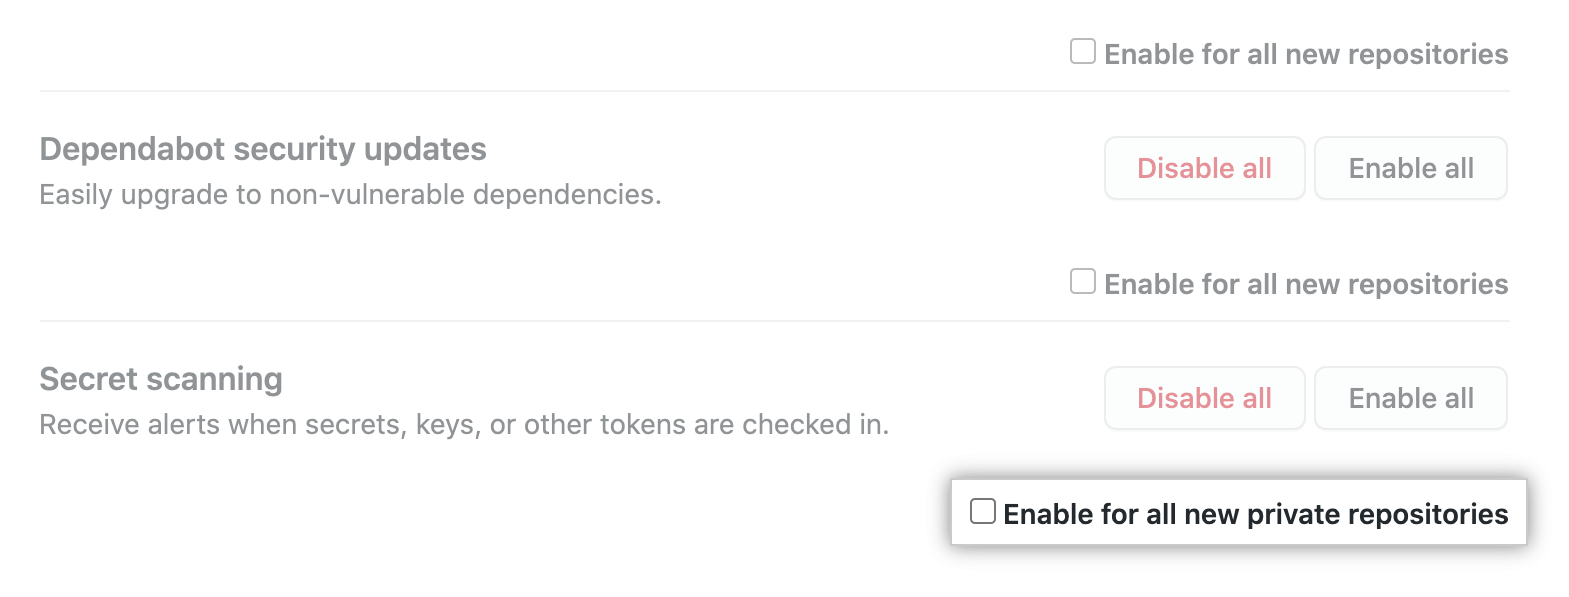 Enable for all new repositories
Dependabot security updates
Disable all
Enable all
Easily upgrade to non-vulnerable dependencies.
Enable for all new repositories
Secret scanning
Disable all
Enable all
Receive alerts when secrets, keys, or other tokens are checked in.
Enable for all new private repositories